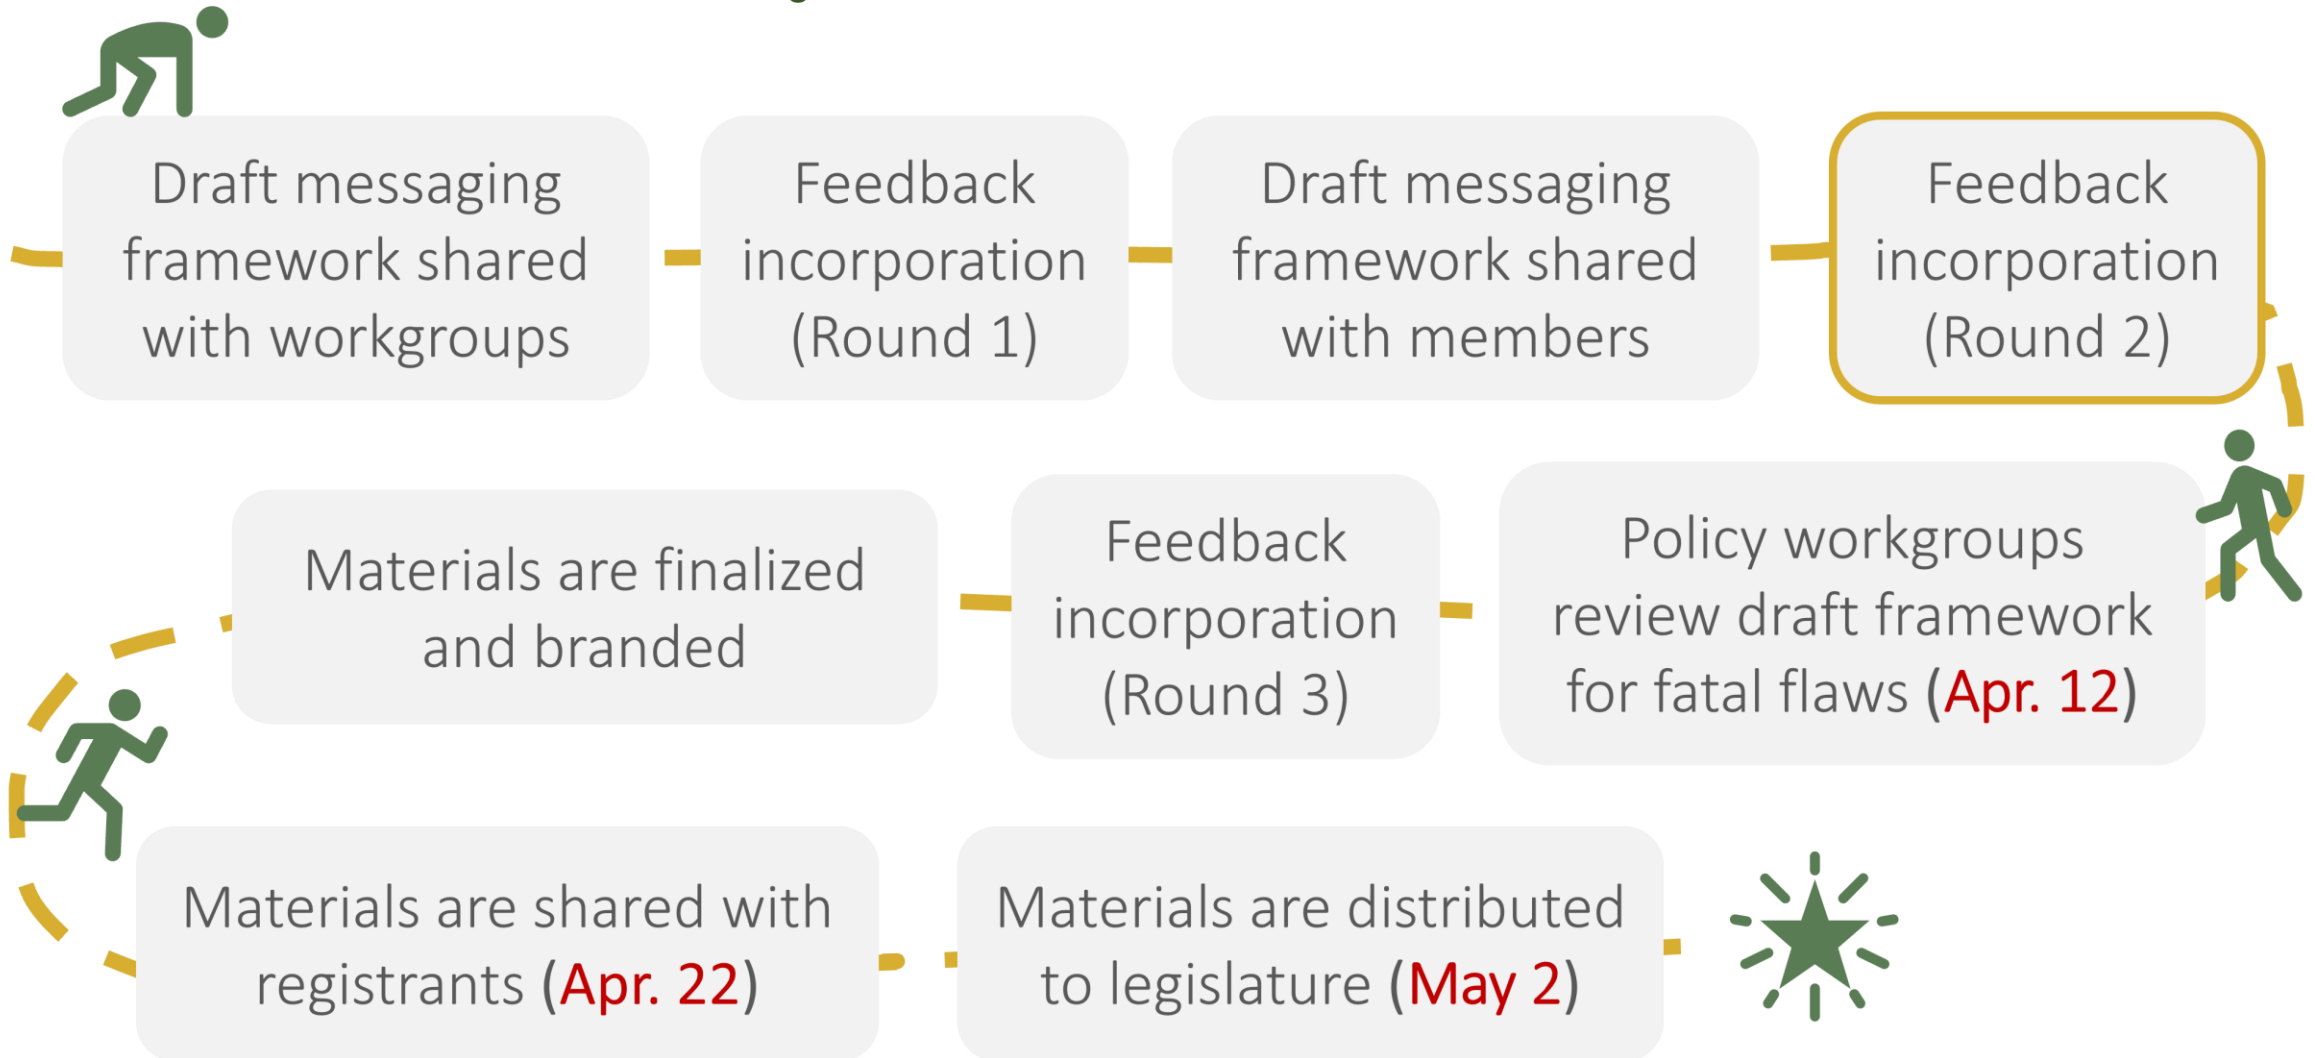 Draft messaging
framework shared
with workgroups
Feedback
incorporation
(Round 1)
Draft messaging
framework shared
with members
Feedback
incorporation
(Round 2)
Policy workgroups
review draft framework
for fatal flaws (Apr. 12)
Feedback
incorporation
(Round 3)
Materials are finalized
and branded
Materials are shared with
registrants (Apr. 22)
Materials are distributed
to legislature (May 2)